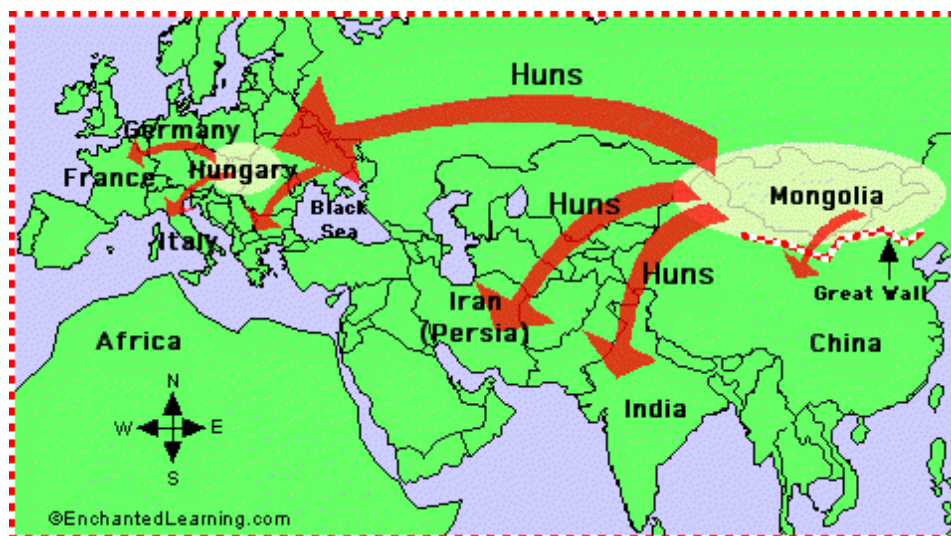 Huns
Germany
Hungary
France
Mongolia
Huns
Black
Sea
Italy
Huns
Great Wall
Iran
(Persia)
Africa
China
N
W
E
S
India
©EnchantedLearning.com